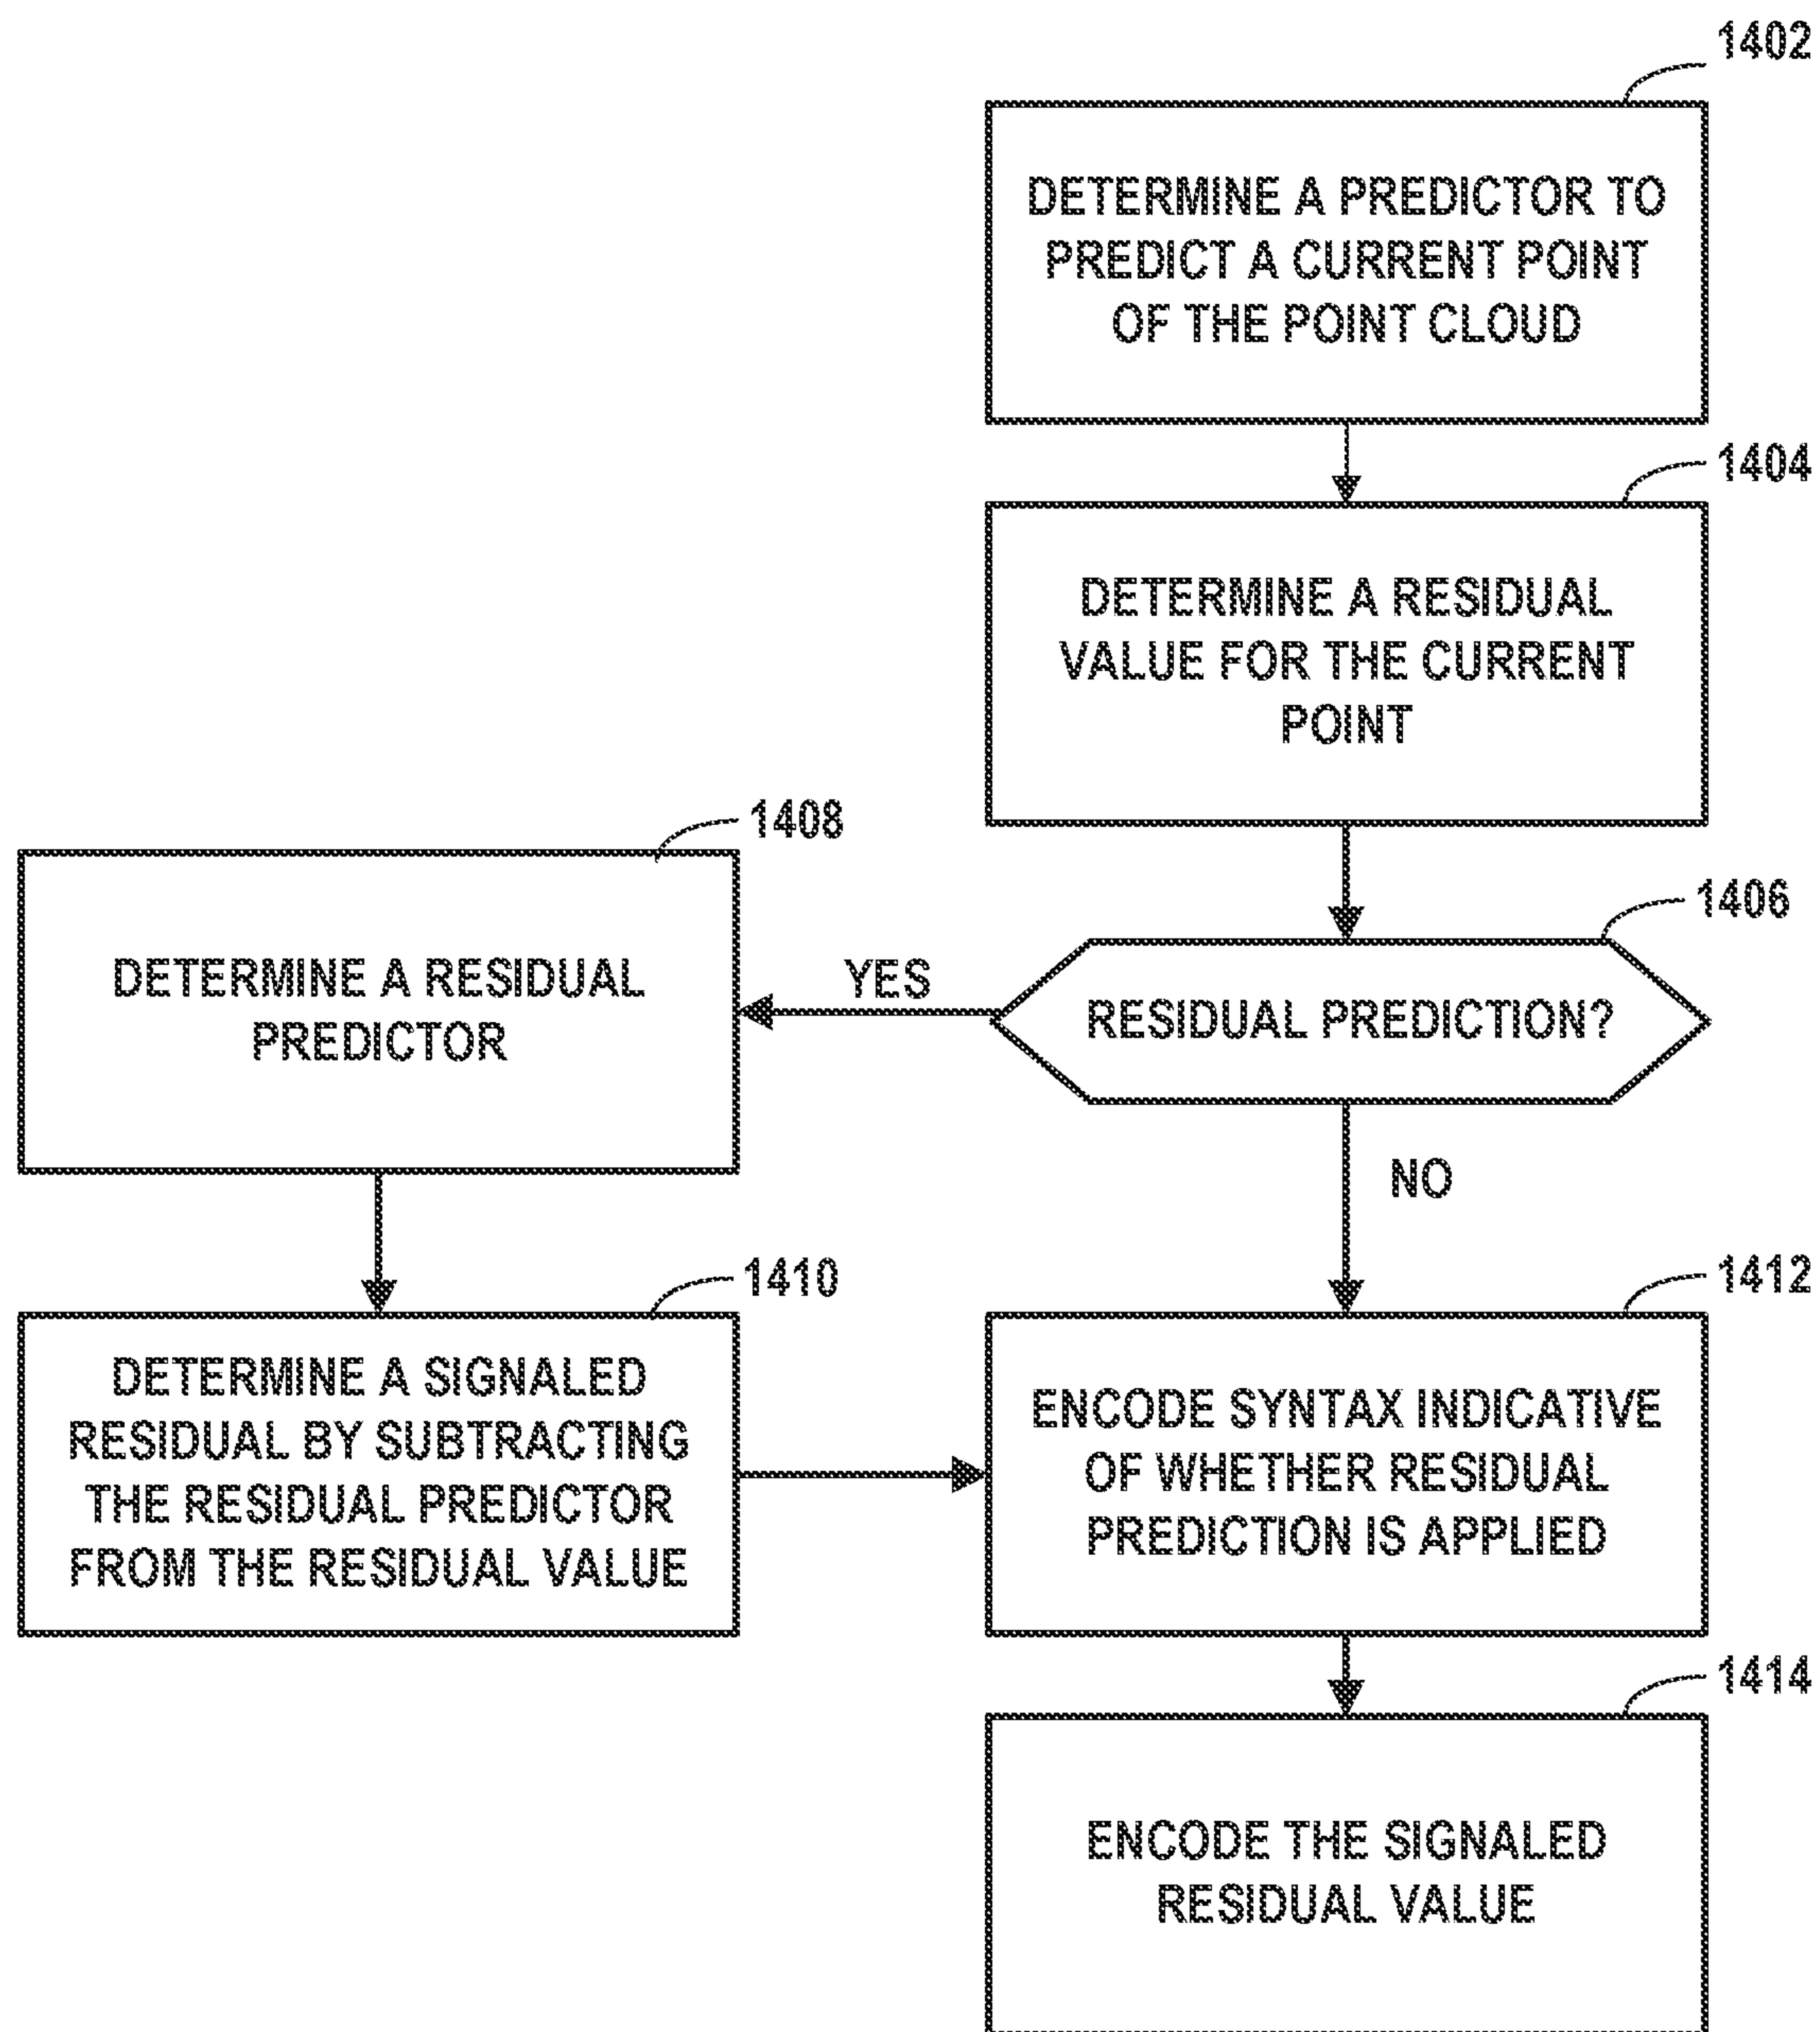 1402
DETERMINE A PREDICTOR TO
PREDICT A CURRENT POINT
OF THE POINT CLOUD
1404
DETERMINE A RESIDUAL
VALUE FOR THE CURRENT
POINT
1406
RESIDUAL PREDICTION?
YES
NO
1408
DETERMINE A RESIDUAL
PREDICTOR
1410
DETERMINE A SIGNALED
RESIDUAL BY SUBTRACTING
THE RESIDUAL PREDICTOR
FROM THE RESIDUAL VALUE
1412
ENCODE SYNTAX INDICATIVE
OF WHETHER RESIDUAL
PREDICTION IS APPLIED
1414
ENCODE THE SIGNALED
RESIDUAL VALUE